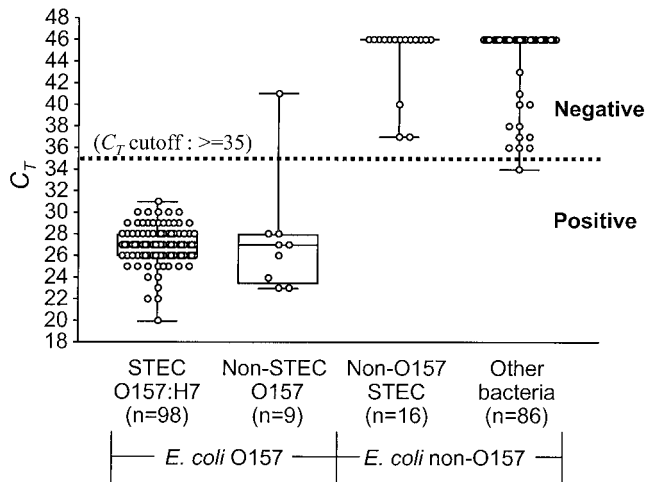 48
46
44
42
40
38
36
34
32
30
28
26
24
22
20
18
C_T
(C_T cutoff : >=35)
Negative
Positive
STEC
O157:H7
(n=98)
Non-STEC
O157
(n=9)
Non-O157
STEC
(n=16)
Other
bacteria
(n=86)
E. coli O157
E. coli non-O157